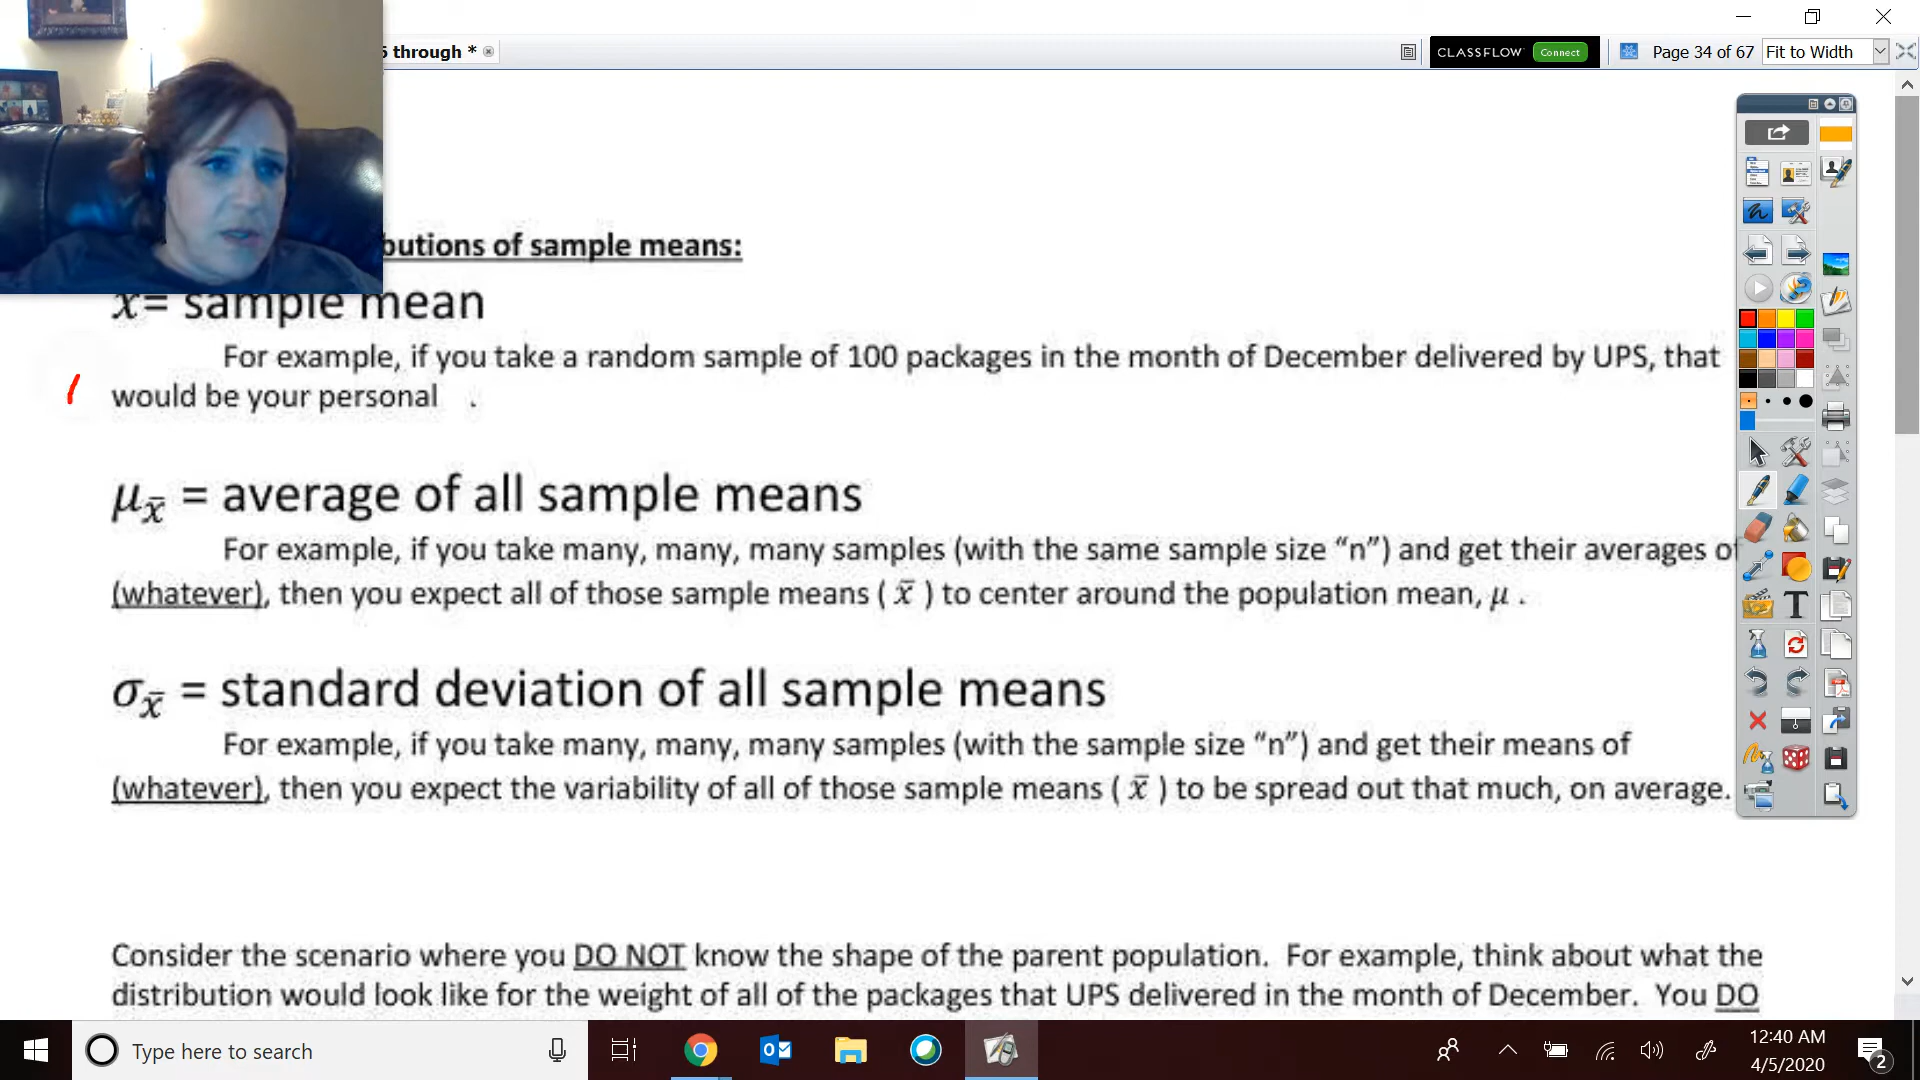 5 through *
CLASSFLOW Connect
Page 34 of 67
Fit to Width
butions of sample means:
x̄= sample mean
For example, if you take a random sample of 100 packages in the month of December delivered by UPS, that
would be your personal .
μx̄ = average of all sample means
For example, if you take many, many, many samples (with the same sample size “n”) and get their averages of
(whatever), then you expect all of those sample means ( x̄ ) to center around the population mean, μ .
σx̄ = standard deviation of all sample means
For example, if you take many, many, many samples (with the sample size “n”) and get their means of
(whatever), then you expect the variability of all of those sample means ( x̄ ) to be spread out that much, on average.
Consider the scenario where you DO NOT know the shape of the parent population. For example, think about what the
distribution would look like for the weight of all of the packages that UPS delivered in the month of December. You DO
Type here to search
12:40 AM
4/5/2020
2